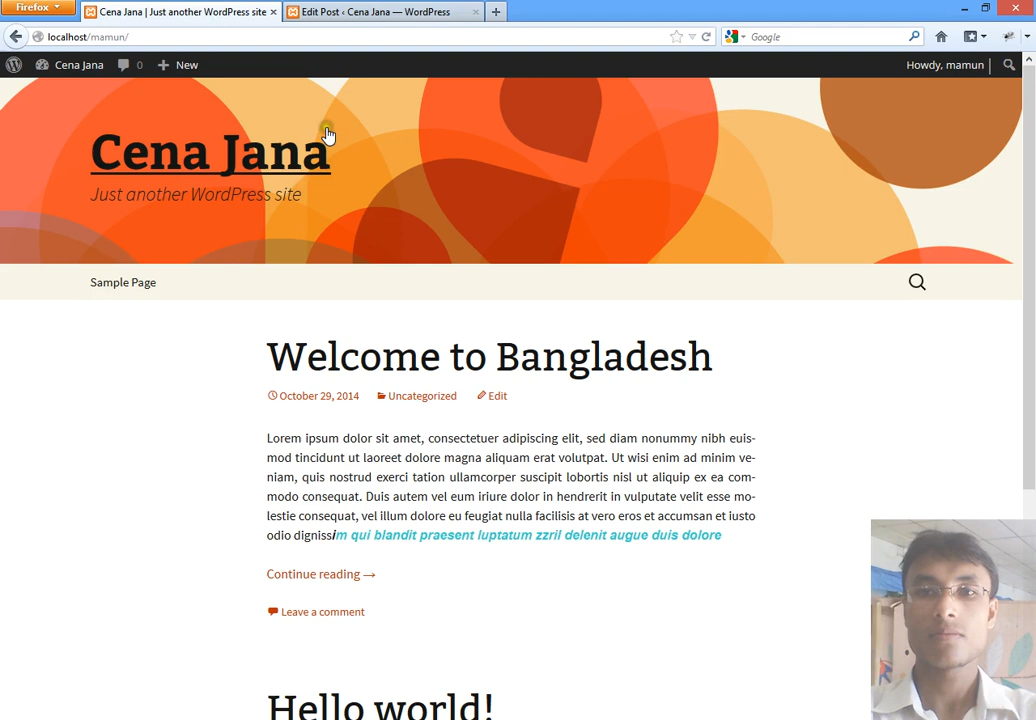 Firefox
Cena Jana | Just another WordPress site ×
Edit Post ‹ Cena Jana — WordPress ×
localhost/mamun/
Google
Cena Jana 0 + New
Howdy, mamun
Cena Jana
Just another WordPress site
Sample Page
Welcome to Bangladesh
October 29, 2014 Uncategorized Edit
Lorem ipsum dolor sit amet, consectetuer adipiscing elit, sed diam nonummy nibh euis-
mod tincidunt ut laoreet dolore magna aliquam erat volutpat. Ut wisi enim ad minim ve-
niam, quis nostrud exerci tation ullamcorper suscipit lobortis nisl ut aliquip ex ea com-
modo consequat. Duis autem vel eum iriure dolor in hendrerit in vulputate velit esse mo-
lestie consequat, vel illum dolore eu feugiat nulla facilisis at vero eros et accumsan et iusto
odio dignissim qui blandit praesent luptatum zzril delenit augue duis dolore
Continue reading →
Leave a comment
Hello world!